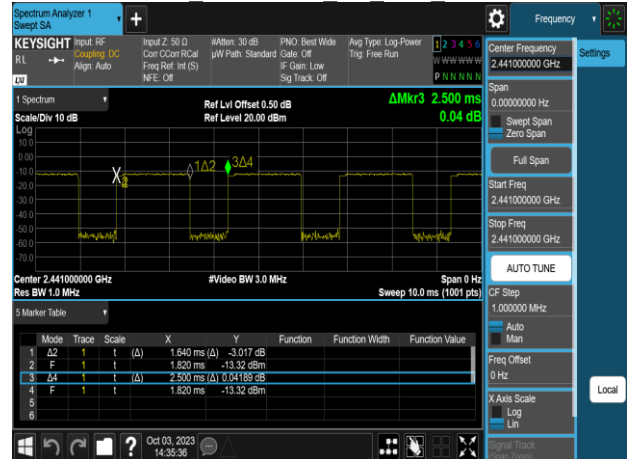 Spectrum Analyzer 1
Swept SA
Frequency
KEYSIGHT
RL
LXI
Input: RF
Coupling: DC
Align: Auto
Input Z: 50 Ω
Corr CCorr RCal
Freq Ref: Int (S)
NFE: Off
#Atten: 30 dB
µW Path: Standard
PNO: Best Wide
Gate: Off
IF Gain: Low
Sig Track: Off
Avg Type: Log-Power
Trig: Free Run
1 2 3 4 5 6
W W W W W W
P N N N N N
1 Spectrum
Scale/Div 10 dB
Ref Lvl Offset 0.50 dB
Ref Level 20.00 dBm
ΔMkr3 2.500 ms
0.04 dB
Log
10.0
0.00
-10.0
-20.0
-30.0
-40.0
-50.0
-60.0
-70.0
X
1Δ2
3Δ4
Center 2.441000000 GHz
#Video BW 3.0 MHz
Span 0 Hz
Res BW 1.0 MHz
Sweep 10.0 ms (1001 pts)
5 Marker Table
Mode Trace Scale X Y Function Function Width Function Value
1 Δ2 1 t (Δ) 1.640 ms (Δ) -3.017 dB
2 F 1 t 1.820 ms -13.32 dBm
3 Δ4 1 t (Δ) 2.500 ms (Δ) 0.04189 dB
4 F 1 t 1.820 ms -13.32 dBm
5
6
Oct 03, 2023
14:35:36
Center Frequency
2.441000000 GHz
Span
0.00000000 Hz
Swept Span
Zero Span
Full Span
Start Freq
2.441000000 GHz
Stop Freq
2.441000000 GHz
AUTO TUNE
CF Step
1.000000 MHz
Auto
Man
Freq Offset
0 Hz
X Axis Scale
Log
Lin
Signal Track
(Span Zoom)
Settings
Local